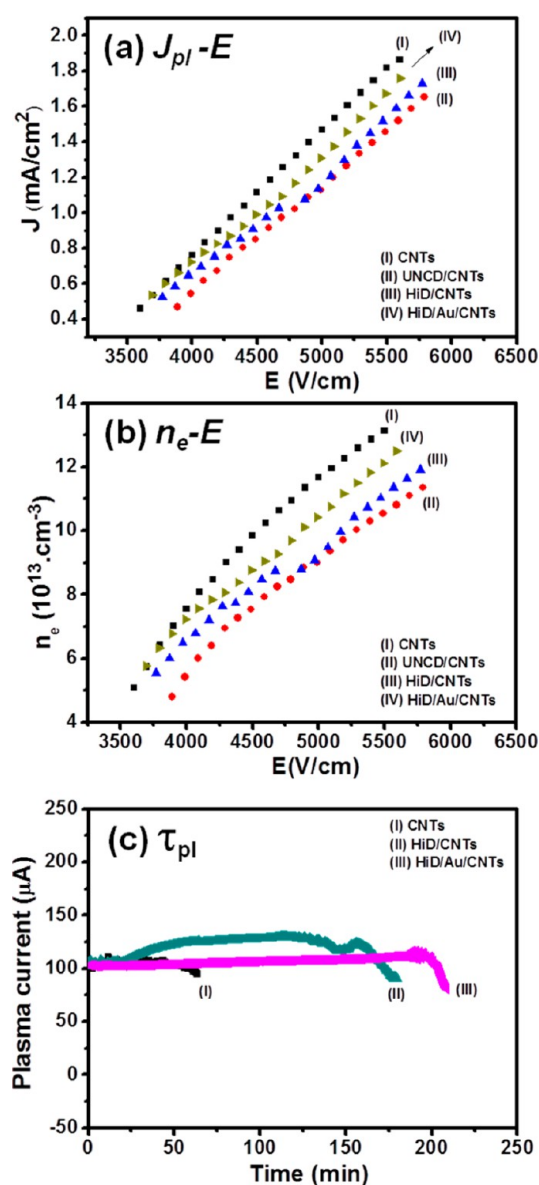 (a) Jpl -E
(I)
(IV)
(III)
(II)
2.0
1.8
1.6
1.4
1.2
1.0
0.8
0.6
0.4
J (mA/cm²)
(I) CNTs
(II) UNCD/CNTs
(III) HiD/CNTs
(IV) HiD/Au/CNTs
3500 4000 4500 5000 5500 6000 6500
E (V/cm)
(b) ne-E
(I)
(IV)
(III)
(II)
14
12
10
8
6
4
ne (10¹³.cm-³)
(I) CNTs
(II) UNCD/CNTs
(III) HiD/CNTs
(IV) HiD/Au/CNTs
3500 4000 4500 5000 5500 6000 6500
E(V/cm)
(c) τpl
(I) CNTs
(II) HiD/CNTs
(III) HiD/Au/CNTs
250
200
150
100
50
0
-50
Plasma current (μA)
(I)
(II)
(III)
0 50 100 150 200 250
Time (min)